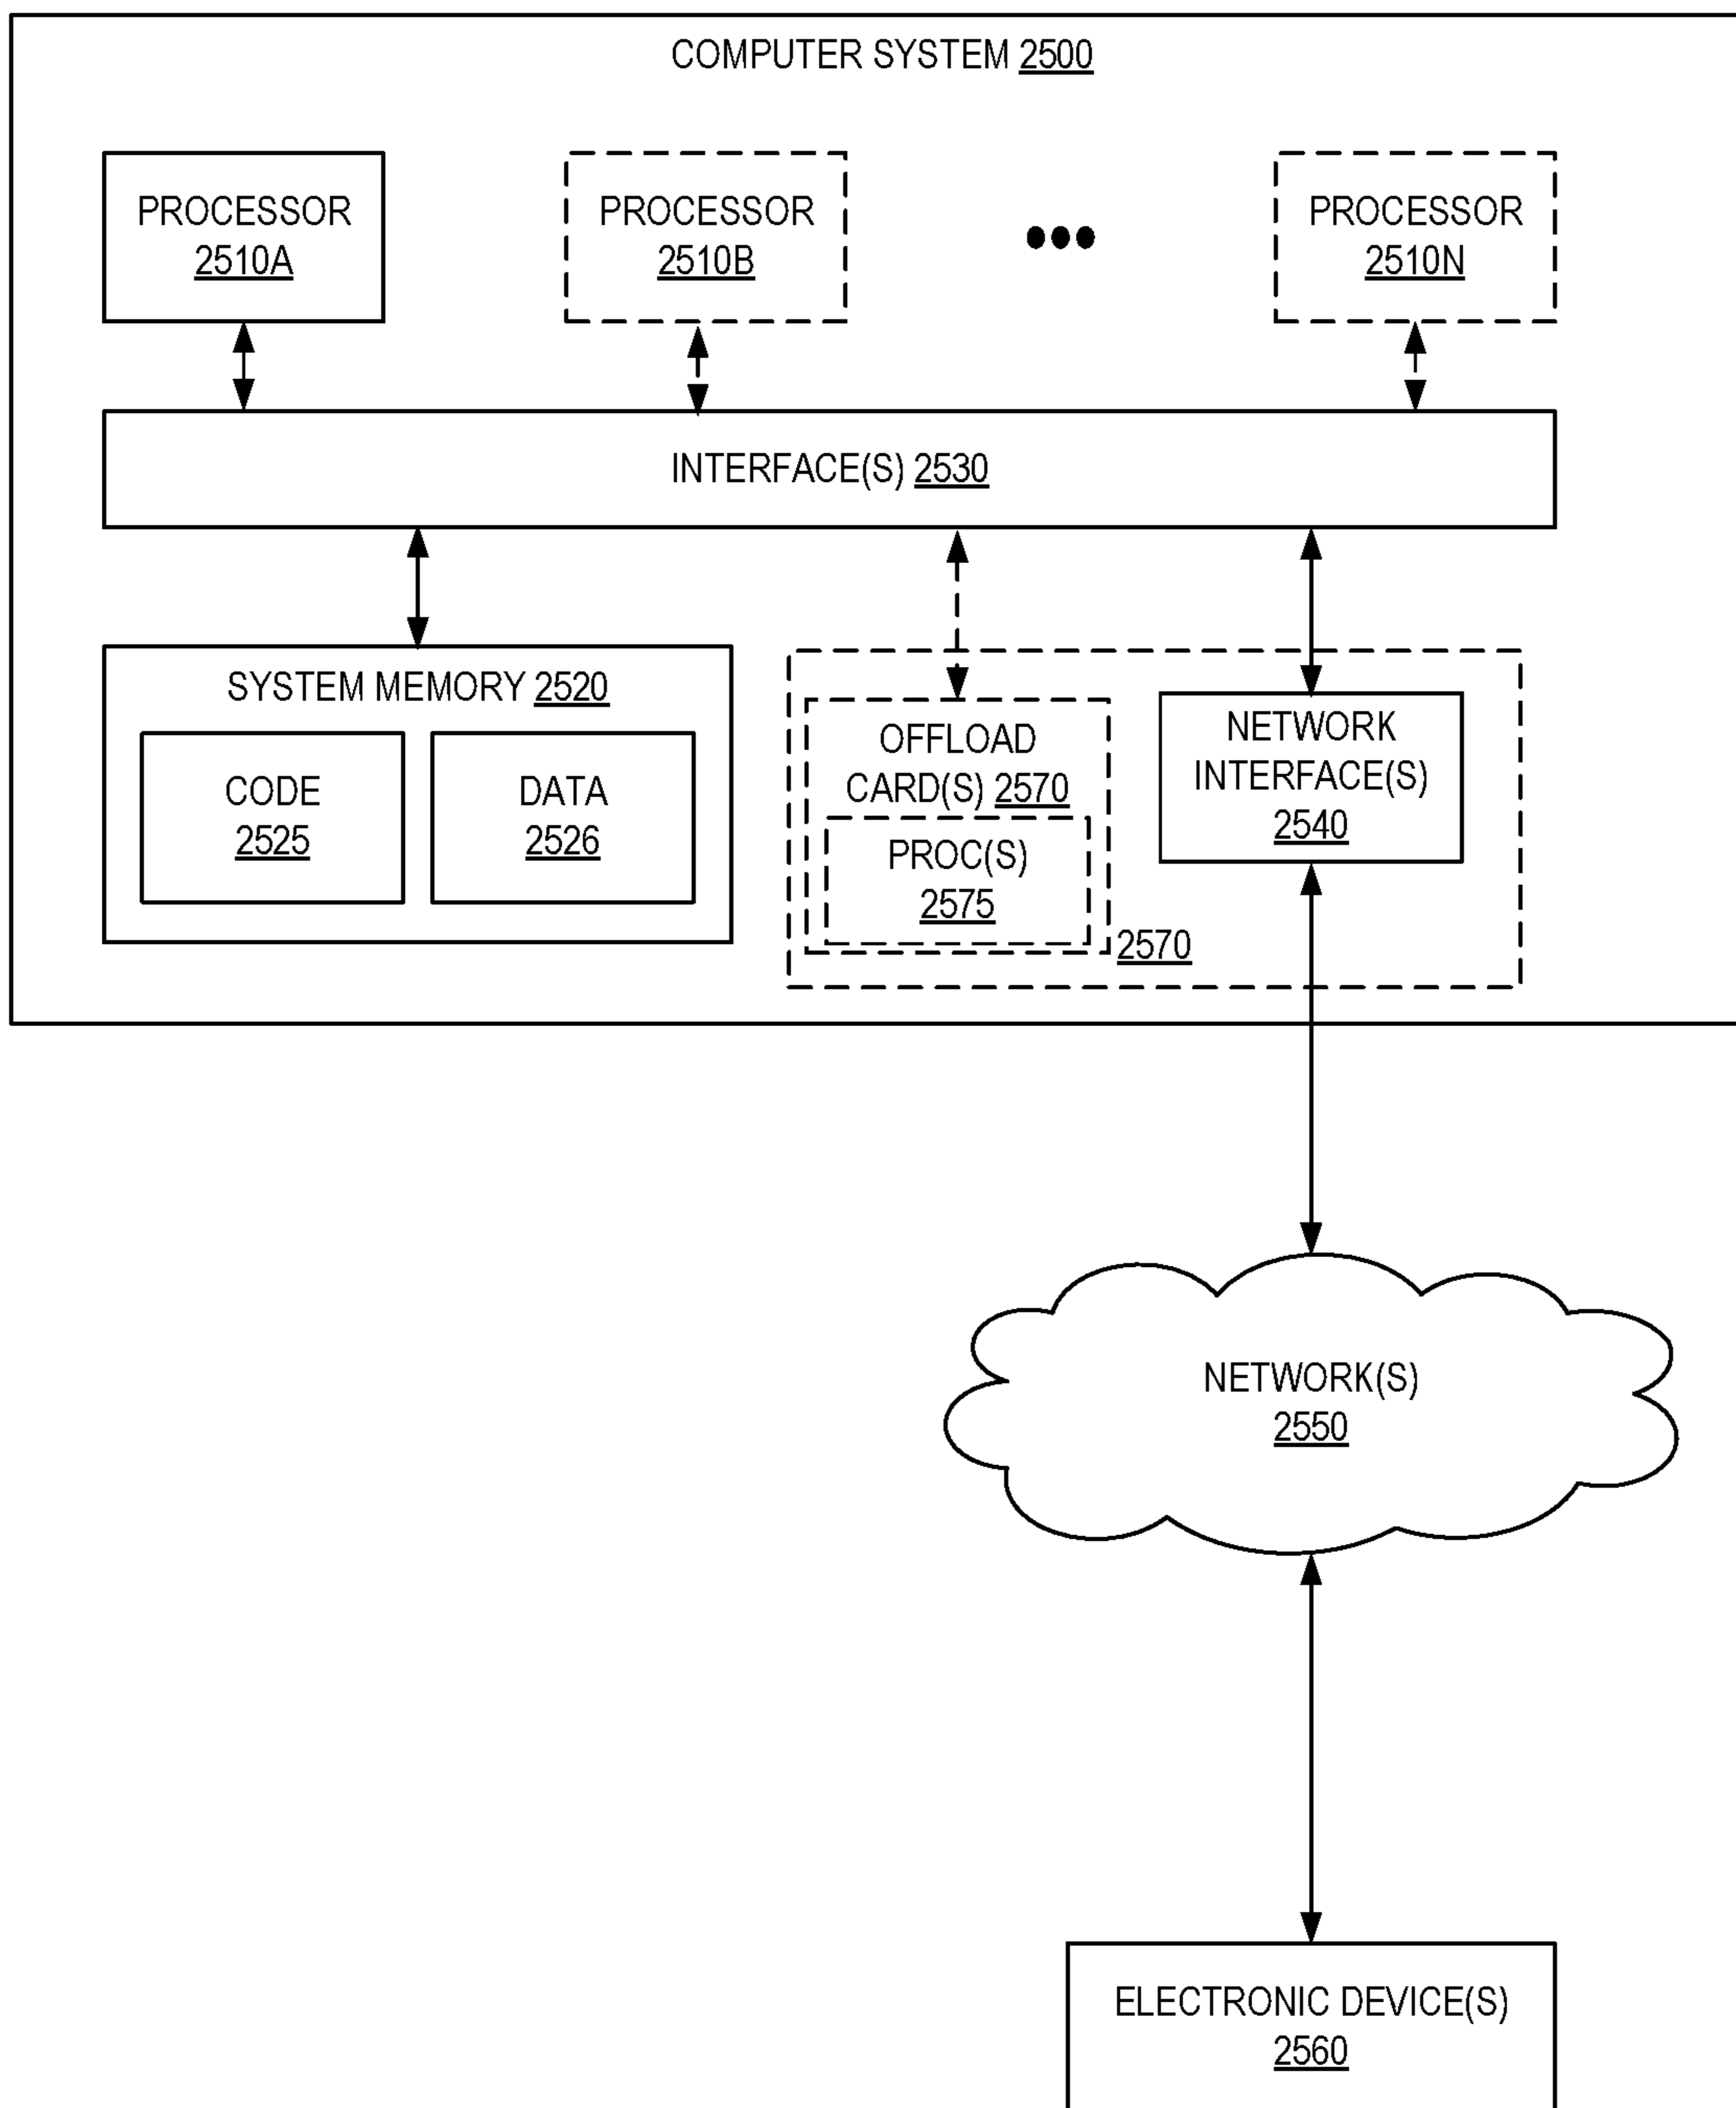 COMPUTER SYSTEM 2500
PROCESSOR
2510A
PROCESSOR
2510B
PROCESSOR
2510N
INTERFACE(S) 2530
SYSTEM MEMORY 2520
CODE
2525
DATA
2526
OFFLOAD
CARD(S) 2570
PROC(S)
2575
2570
NETWORK
INTERFACE(S)
2540
NETWORK(S)
2550
ELECTRONIC DEVICE(S)
2560